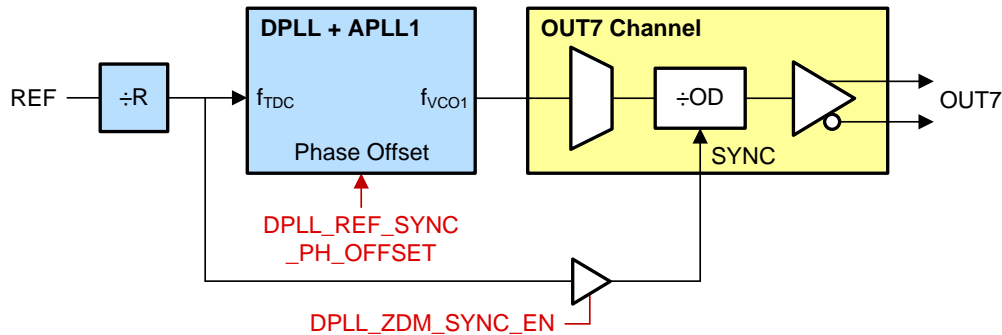 DPLL + APLL1
OUT7 Channel
REF
÷R
fTDC
fVCO1
÷OD
OUT7
Phase Offset
SYNC
DPLL_REF_SYNC
_PH_OFFSET
DPLL_ZDM_SYNC_EN